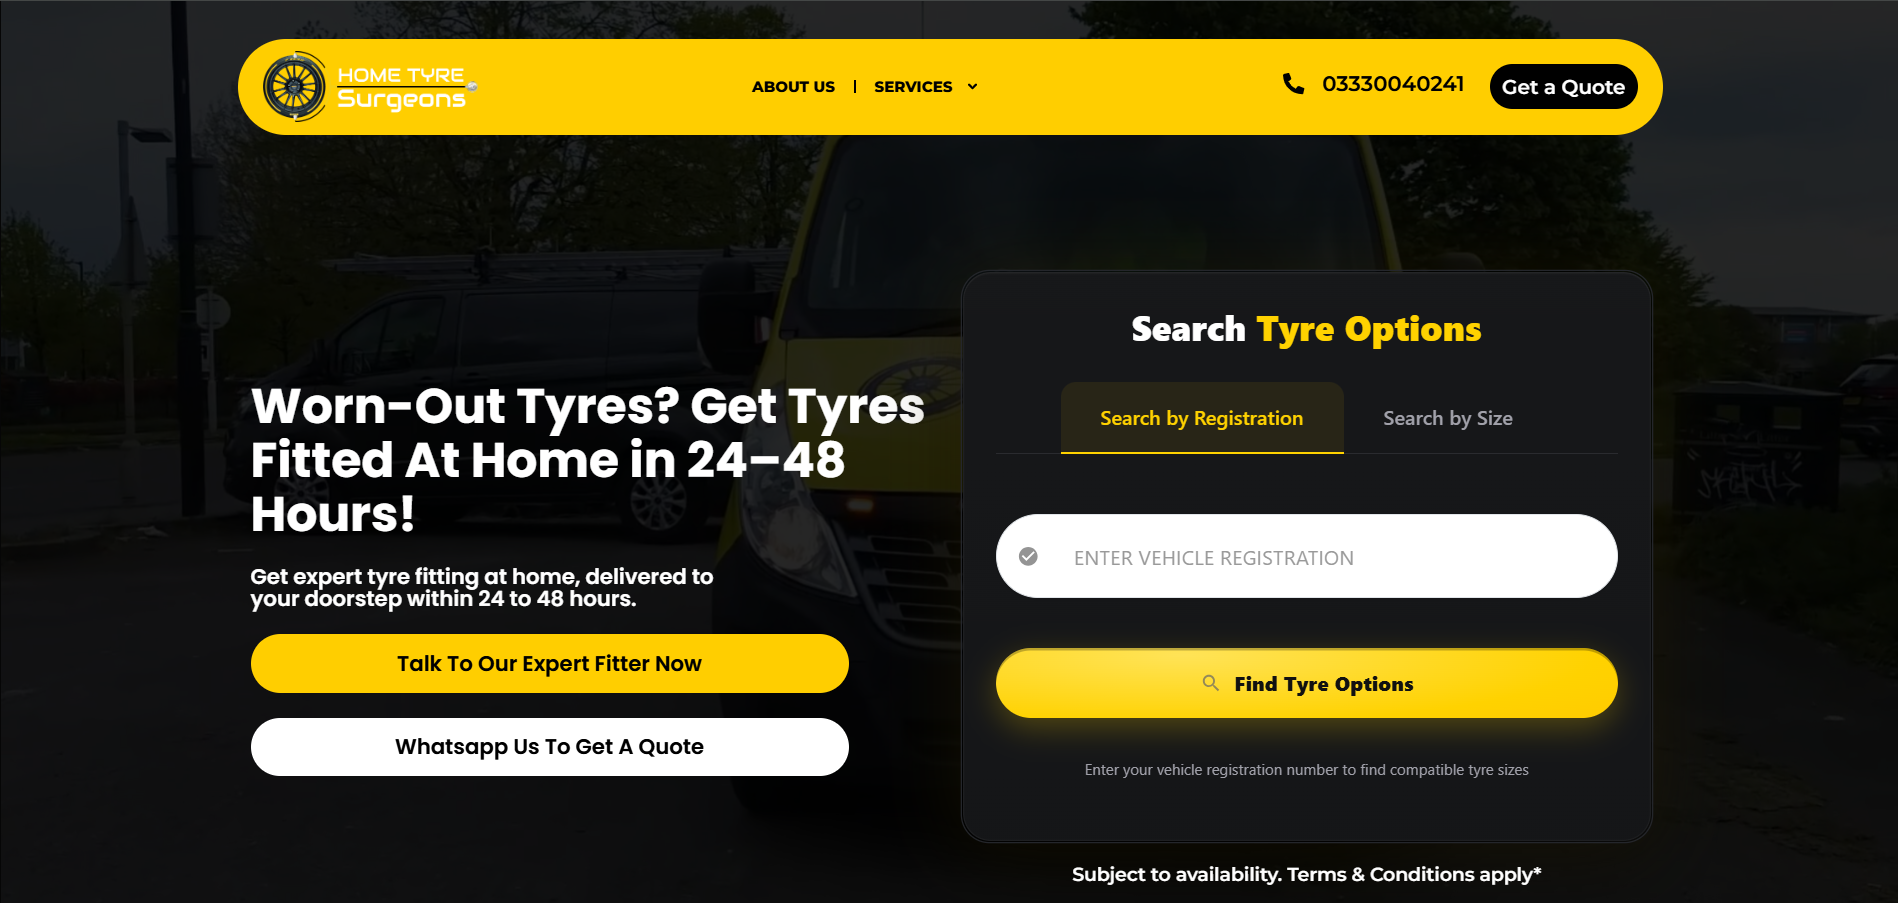 HOME TYRE
Surgeons
ABOUT US
SERVICES
03330040241
Get a Quote
Worn-Out Tyres? Get Tyres
Fitted At Home in 24–48
Hours!
Get expert tyre fitting at home, delivered to
your doorstep within 24 to 48 hours.
Talk To Our Expert Fitter Now
Whatsapp Us To Get A Quote
Search Tyre Options
Search by Registration
Search by Size
ENTER VEHICLE REGISTRATION
Find Tyre Options
Enter your vehicle registration number to find compatible tyre sizes
Subject to availability. Terms & Conditions apply*